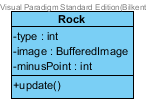 Visual Paradigm Standard Edition(Bilkent
Rock
-type : int
-image : BufferedImage
-minusPoint : int
+update()